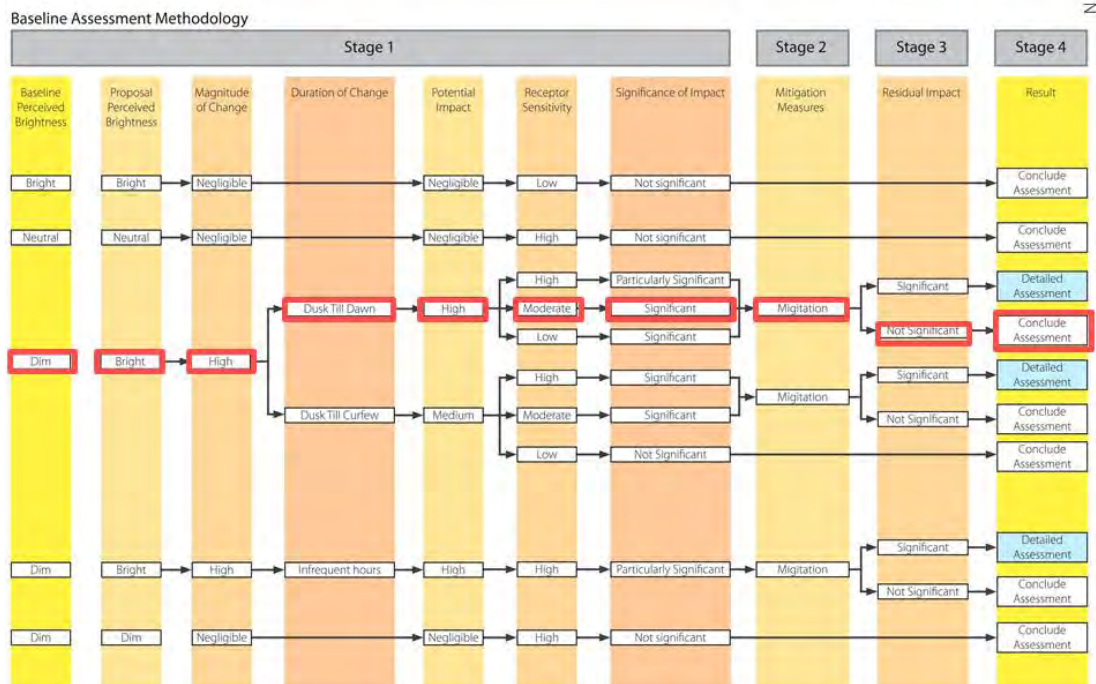 N
Baseline Assessment Methodology
Stage 1
Stage 2
Stage 3
Stage 4
Baseline
Perceived
Brightness
Proposal
Perceived
Brightness
Magnitude
of Change
Duration of Change
Potential
Impact
Receptor
Sensitivity
Significance of Impact
Mitigation
Measures
Residual Impact
Result
Bright
Bright
Negligible
Negligible
Low
Not significant
Conclude
Assessment
Neutral
Neutral
Negligible
Negligible
High
Not significant
Conclude
Assessment
High
Particularly Significant
Significant
Detailed
Assessment
Dusk Till Dawn
High
Moderate
Significant
Migitation
Not Significant
Conclude
Assessment
Low
Significant
Dim
Bright
High
High
Significant
Significant
Detailed
Assessment
Migitation
Dusk Till Curfew
Medium
Moderate
Significant
Not Significant
Conclude
Assessment
Low
Not Significant
Conclude
Assessment
Significant
Detailed
Assessment
Dim
Bright
High
Infrequent hours
High
High
Particularly Significant
Migitation
Not Significant
Conclude
Assessment
Dim
Dim
Negligible
Negligible
High
Not significant
Conclude
Assessment